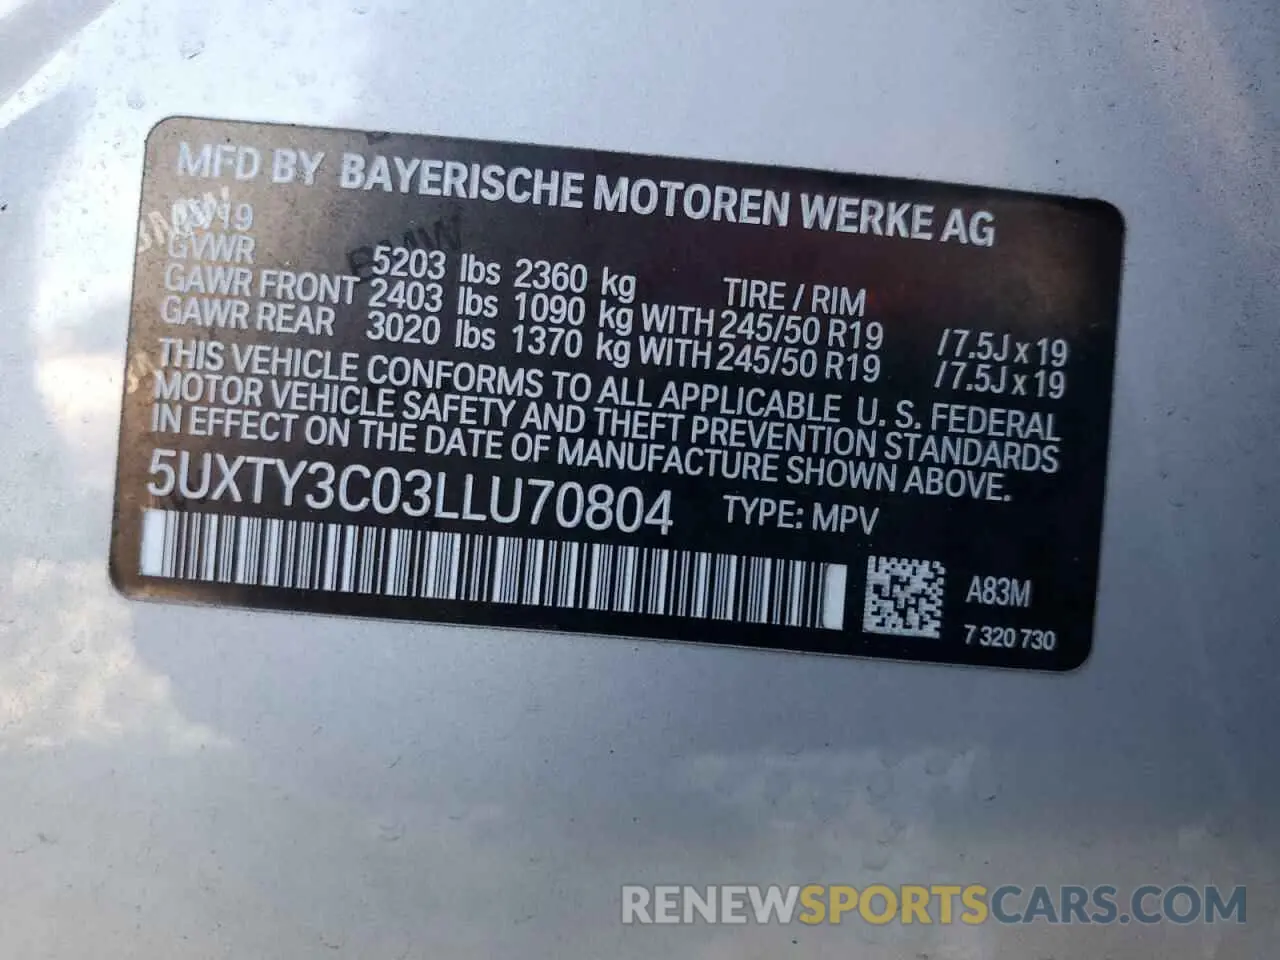 MFD BY BAYERISCHE MOTOREN WERKE AG
GVWR 5203 lbs 2360 kg TIRE / RIM
GAWR FRONT 2403 lbs 1090 kg WITH 245/50 R19 /7.5J x 19
GAWR REAR 3020 lbs 1370 kg WITH 245/50 R19 /7.5J x 19
THIS VEHICLE CONFORMS TO ALL APPLICABLE U. S. FEDERAL
MOTOR VEHICLE SAFETY AND THEFT PREVENTION STANDARDS
IN EFFECT ON THE DATE OF MANUFACTURE SHOWN ABOVE.
5UXTY3C03LLU70804 TYPE: MPV
A83M
7 320 730
RENEWSPORTSCARS.COM